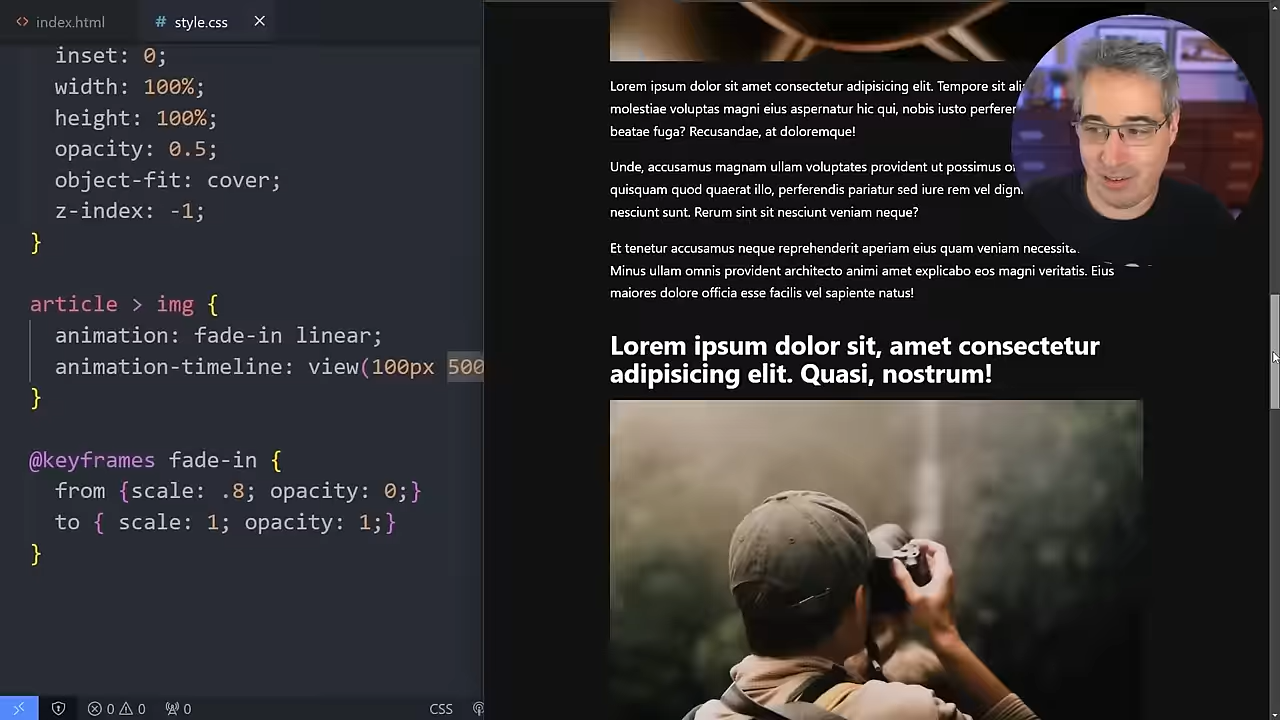 index.html
style.css
inset: 0;
width: 100%;
height: 100%;
opacity: 0.5;
object-fit: cover;
z-index: -1;
}
article > img {
animation: fade-in linear;
animation-timeline: view(100px 500
}
@keyframes fade-in {
from {scale: .8; opacity: 0;}
to { scale: 1; opacity: 1;}
}
0 0 0
CSS
Lorem ipsum dolor sit amet consectetur adipisicing elit. Tempore sit
molestiae voluptas magni eius aspernatur hic qui, nobis iusto
beatae fuga? Recusandae, at doloremque!
Unde, accusamus magnam ullam voluptates provident ut possimus
quisquam quod quaerat illo, perferendis pariatur sed iure rem vel
nesciunt sunt. Rerum sint sit nesciunt veniam neque?
Et tenetur accusamus neque reprehenderit aperiam eius quam veniam
Minus ullam omnis provident architecto animi amet explicabo eos magni veritatis. Eius
maiores dolore officia esse facilis vel sapiente natus!
Lorem ipsum dolor sit, amet consectetur
adipisicing elit. Quasi, nostrum!